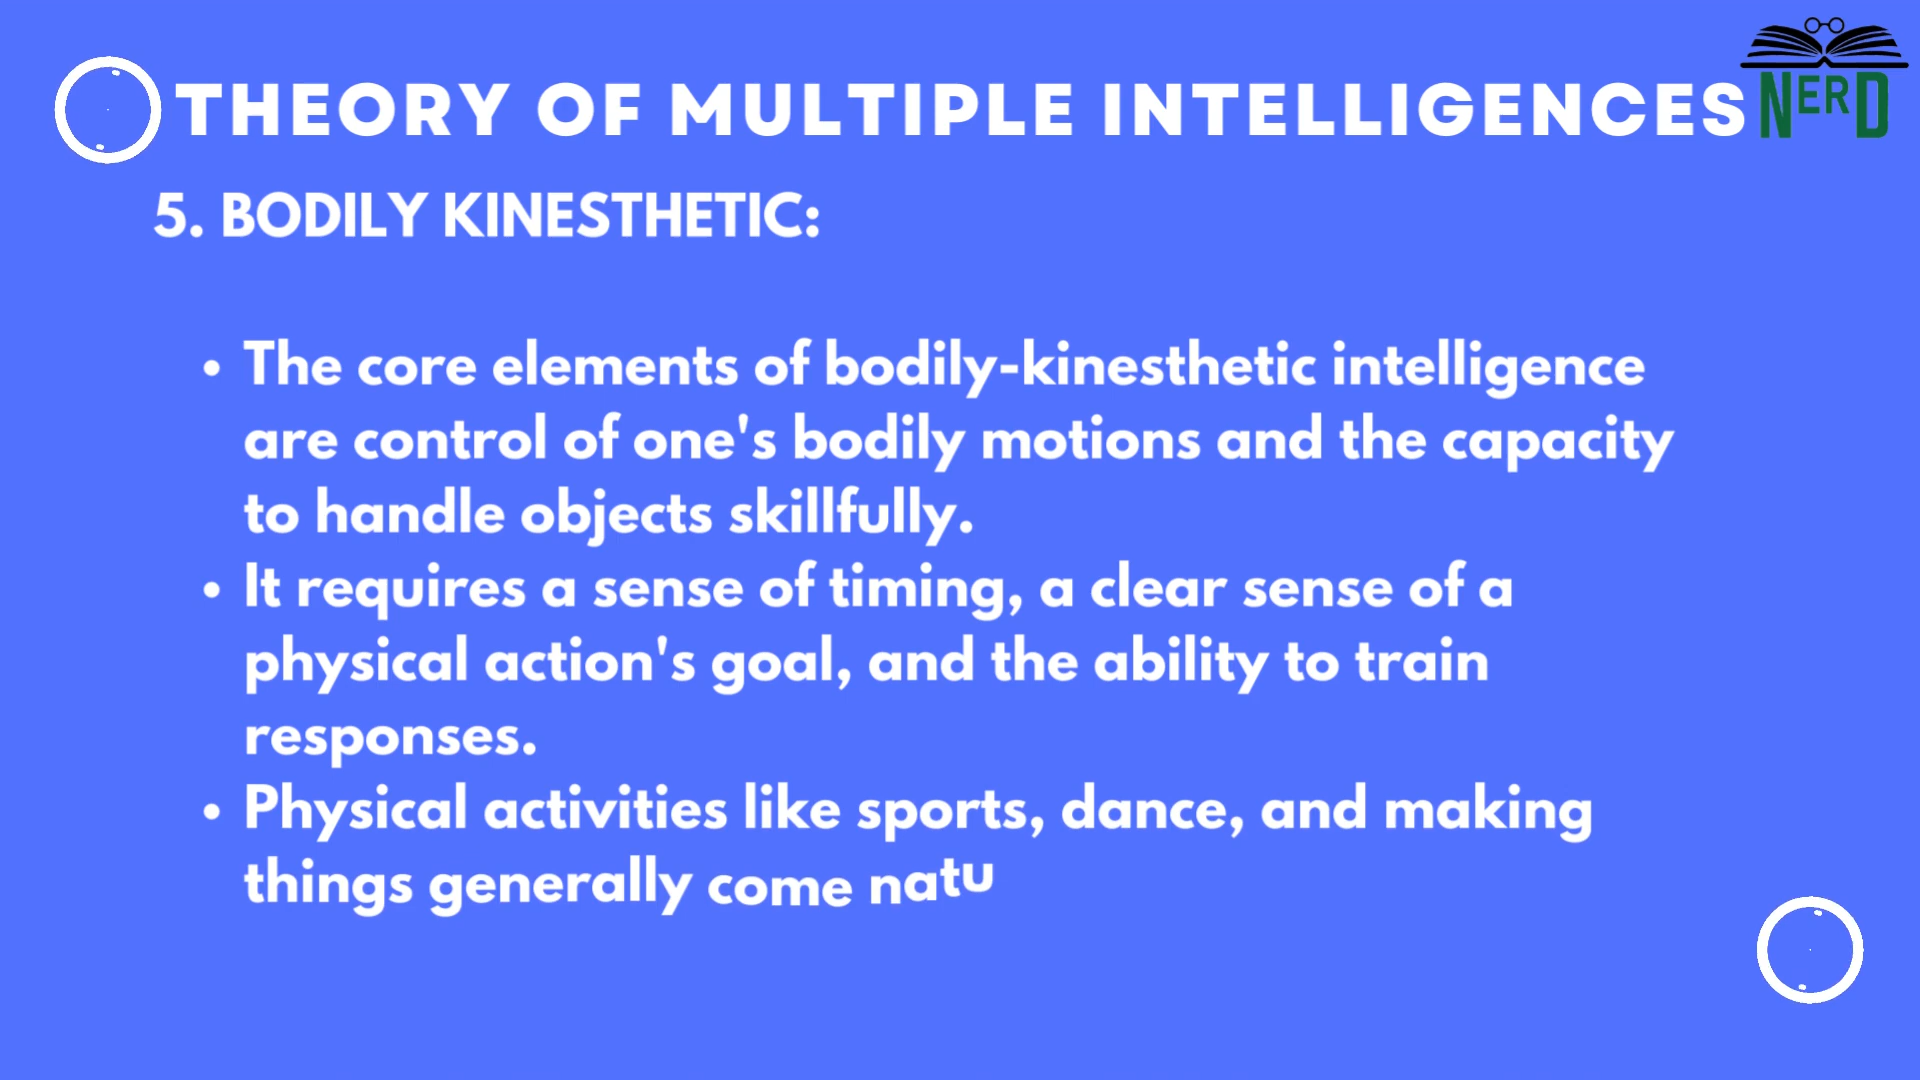 THEORY OF MULTIPLE INTELLIGENCES
NERD
5. BODILY KINESTHETIC:
• The core elements of bodily-kinesthetic intelligence
are control of one's bodily motions and the capacity
to handle objects skillfully.
• It requires a sense of timing, a clear sense of a
physical action's goal, and the ability to train
responses.
• Physical activities like sports, dance, and making
things generally come natu